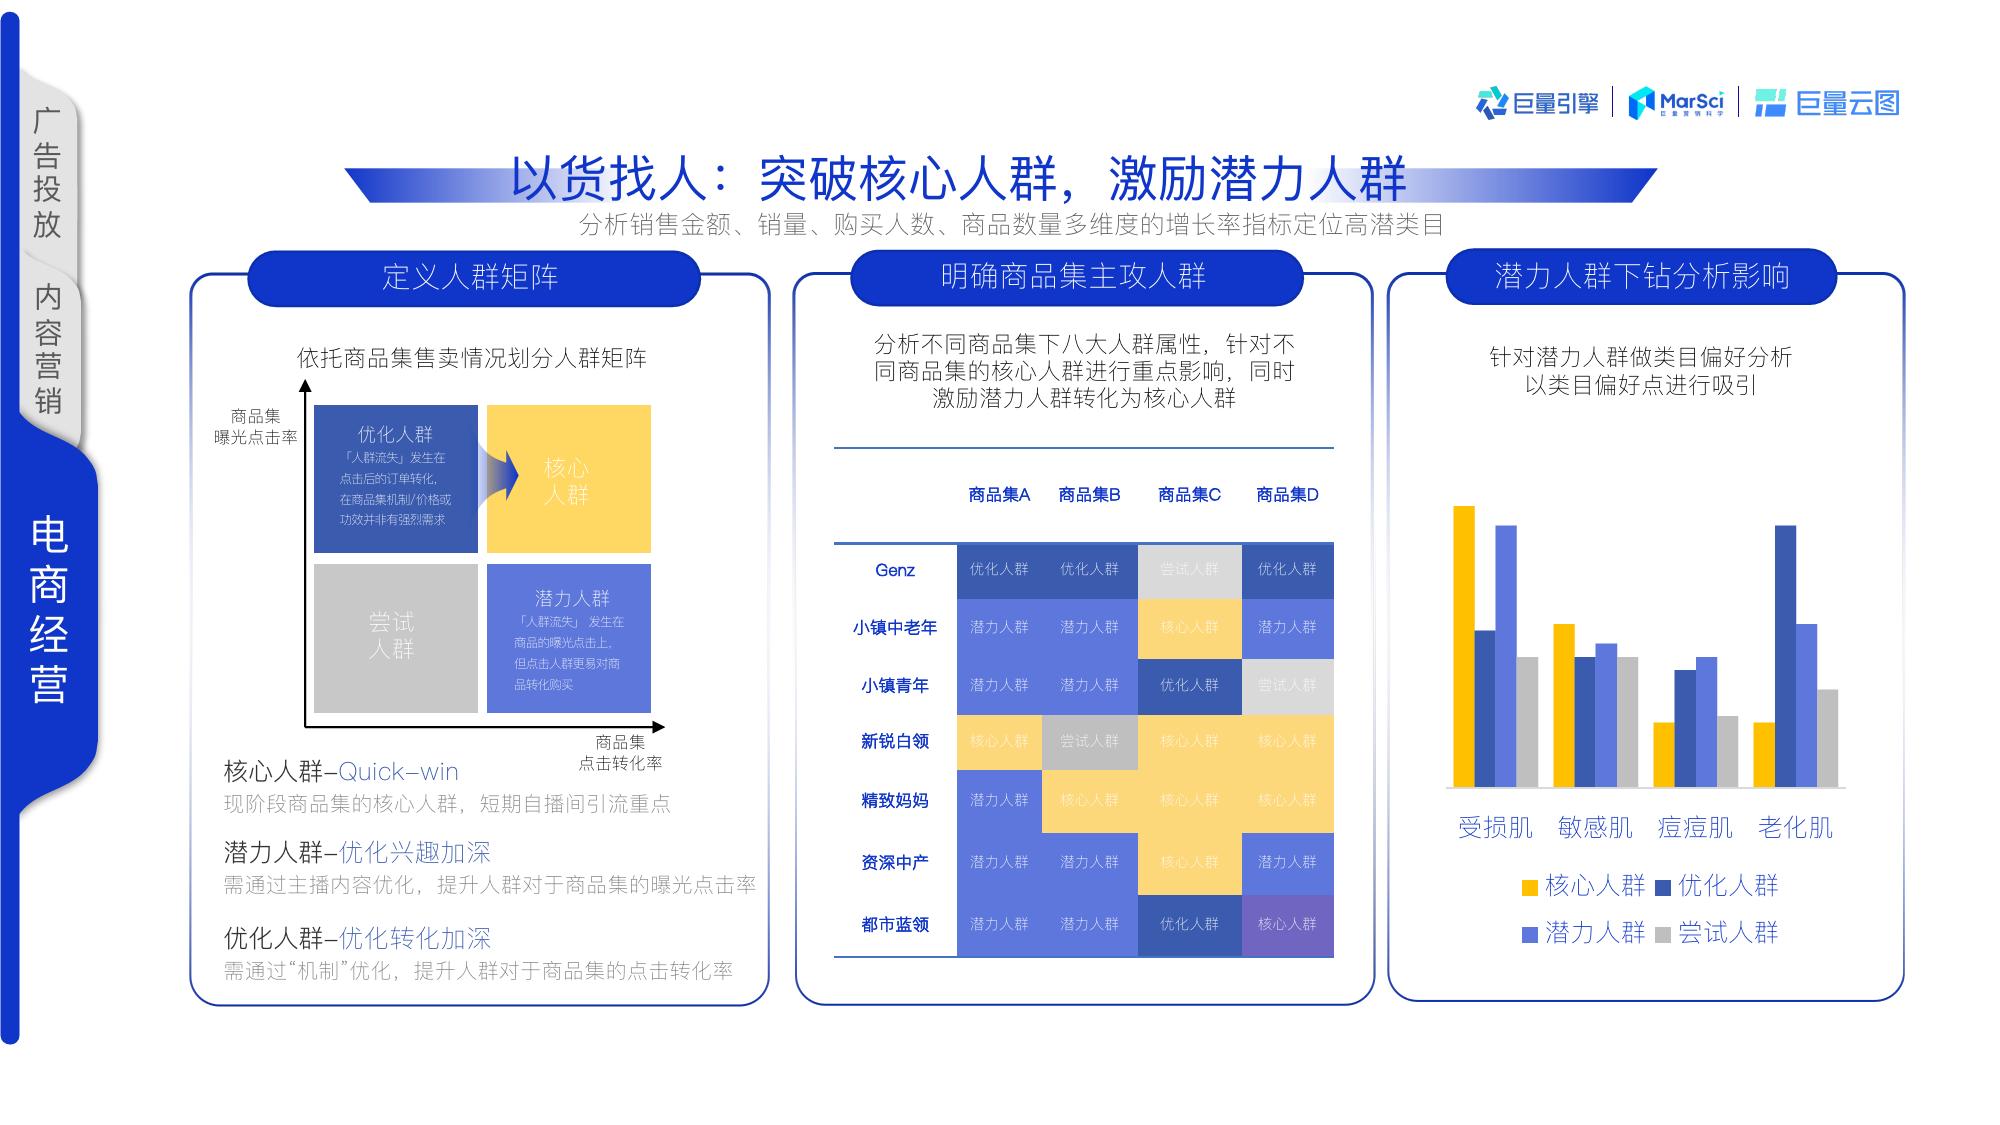 巨量引擎
MarSci
巨量营销科学
巨量云图
广告投放
内容营销
电商经营
以货找人：突破核心人群，激励潜力人群
分析销售金额、销量、购买人数、商品数量多维度的增长率指标定位高潜类目
定义人群矩阵
依托商品集售卖情况划分人群矩阵
商品集
曝光点击率
优化人群
「人群流失」发生在
点击后的订单转化，
在商品集机制/价格或
功效并非有强烈需求
核心
人群
尝试
人群
潜力人群
「人群流失」 发生在
商品的曝光点击上，
但点击人群更易对商
品转化购买
商品集
点击转化率
核心人群–Quick–win
现阶段商品集的核心人群，短期自播间引流重点
潜力人群–优化兴趣加深
需通过主播内容优化，提升人群对于商品集的曝光点击率
优化人群–优化转化加深
需通过“机制”优化，提升人群对于商品集的点击转化率
明确商品集主攻人群
分析不同商品集下八大人群属性，针对不
同商品集的核心人群进行重点影响，同时
激励潜力人群转化为核心人群
商品集A 商品集B 商品集C 商品集D
Genz 优化人群 优化人群 尝试人群 优化人群
小镇中老年 潜力人群 潜力人群 核心人群 潜力人群
小镇青年 潜力人群 潜力人群 优化人群 尝试人群
新锐白领 核心人群 尝试人群 核心人群 核心人群
精致妈妈 潜力人群 核心人群 核心人群 核心人群
资深中产 潜力人群 潜力人群 核心人群 潜力人群
都市蓝领 潜力人群 潜力人群 优化人群 核心人群
潜力人群下钻分析影响
针对潜力人群做类目偏好分析
以类目偏好点进行吸引
受损肌 敏感肌 痘痘肌 老化肌
核心人群 优化人群
潜力人群 尝试人群